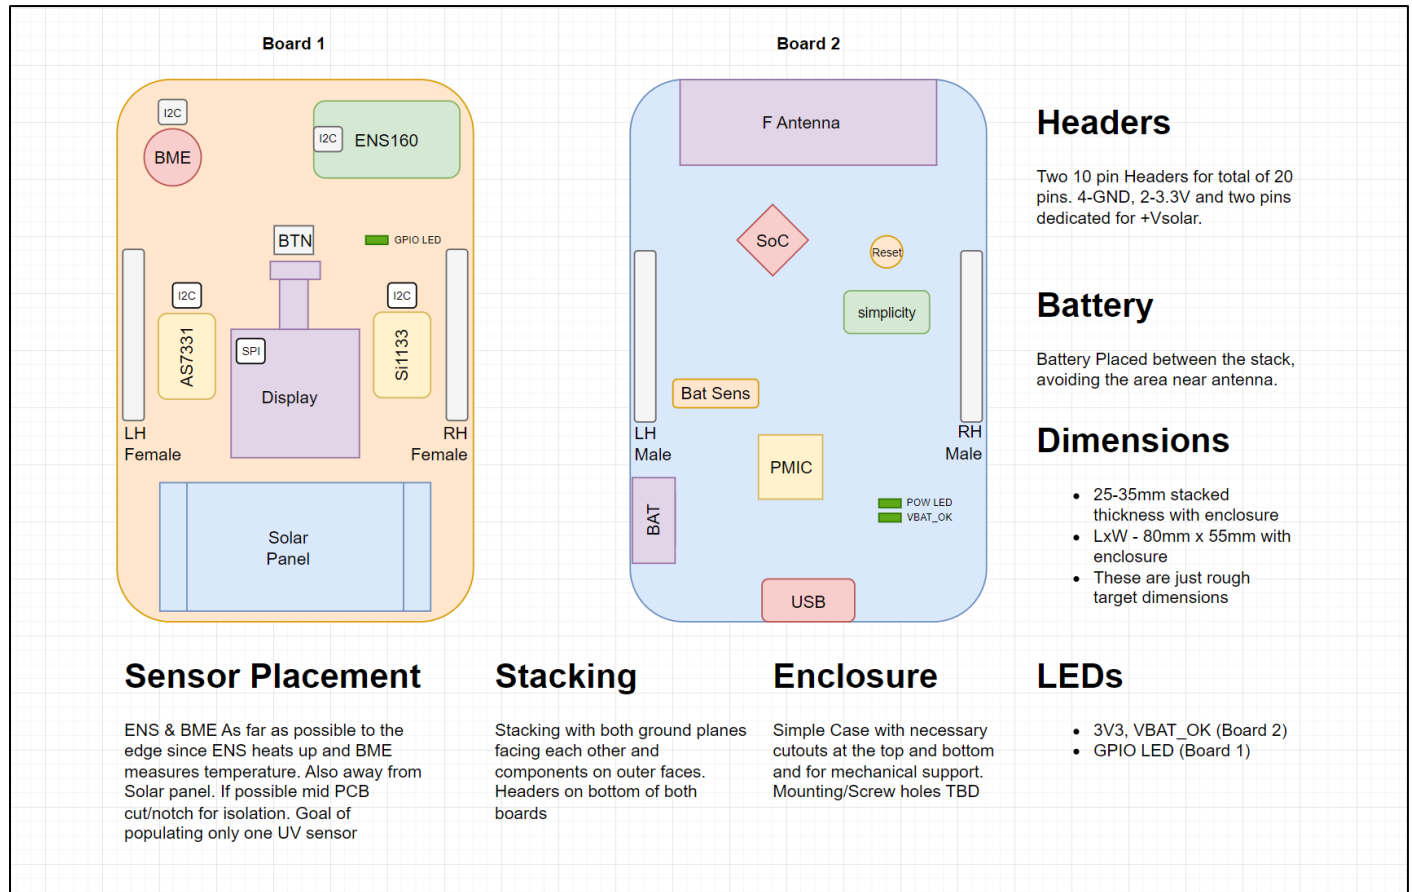 Board 1
Board 2
I2C
BME
I2C
ENS160
BTN
GPIO LED
I2C
I2C
AS7331
SPI
Si1133
Display
LH
Female
RH
Female
Solar
Panel
F Antenna
SoC
Reset
simplicity
Bat Sens
LH
Male
RH
Male
PMIC
BAT
POW LED
VBAT_OK
USB
Headers
Two 10 pin Headers for total of 20
pins. 4-GND, 2-3.3V and two pins
dedicated for +Vsolar.
Battery
Battery Placed between the stack,
avoiding the area near antenna.
Dimensions
• 25-35mm stacked
thickness with enclosure
• LxW - 80mm x 55mm with
enclosure
• These are just rough
target dimensions
Sensor Placement
ENS & BME As far as possible to the
edge since ENS heats up and BME
measures temperature. Also away from
Solar panel. If possible mid PCB
cut/notch for isolation. Goal of
populating only one UV sensor
Stacking
Stacking with both ground planes
facing each other and
components on outer faces.
Headers on bottom of both
boards
Enclosure
Simple Case with necessary
cutouts at the top and bottom
and for mechanical support.
Mounting/Screw holes TBD
LEDs
• 3V3, VBAT_OK (Board 2)
• GPIO LED (Board 1)